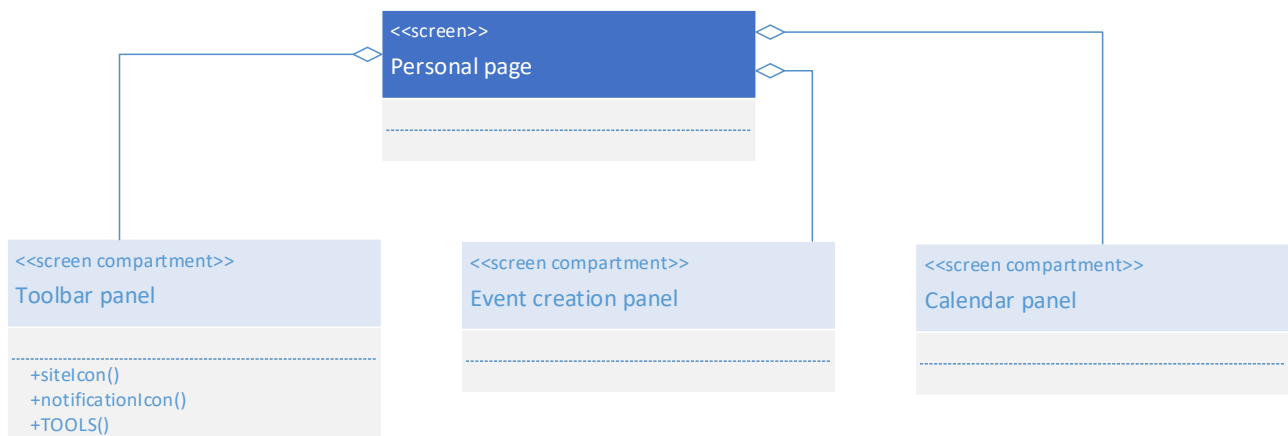 <<screen>>
Personal page
<<screen compartment>>
Toolbar panel
+siteIcon()
+notificationIcon()
+TOOLS()
<<screen compartment>>
Event creation panel
<<screen compartment>>
Calendar panel